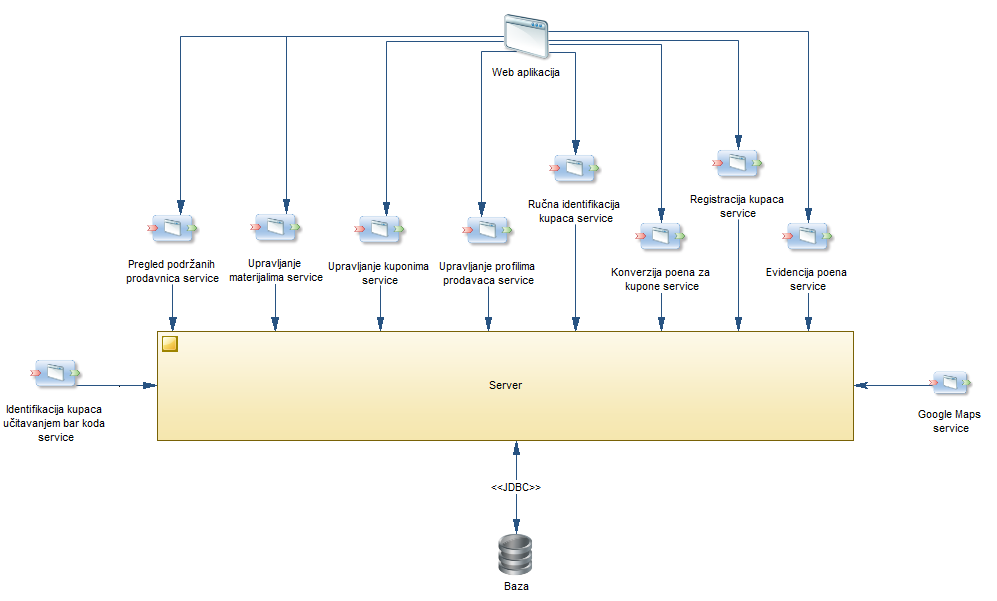 Web aplikacija
Ručna identifikacija
kupaca service
Registracija kupaca
service
Pregled podržanih
prodavnica service
Upravljanje
materijalima service
Upravljanje kuponima
service
Upravljanje profilima
prodavaca service
Konverzija poena za
kupone service
Evidencija poena
service
Server
Identifikacija kupaca
učitavanjem bar koda
service
Google Maps
service
<<JDBC>>
Baza